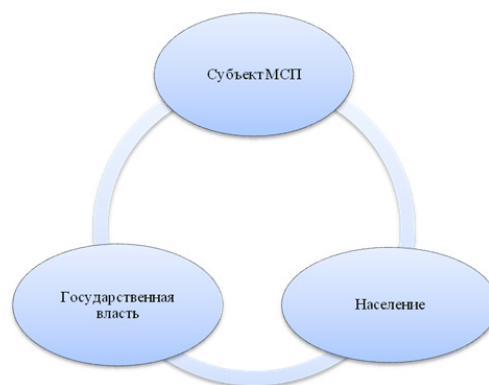 Субъект МСП
Государственная
власть
Население